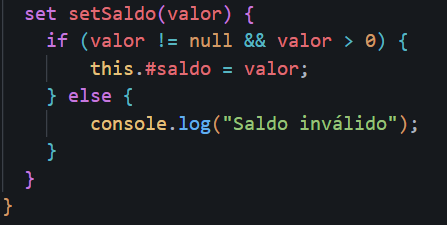 set setSaldo(valor) {
if (valor != null && valor > 0) {
this.#saldo = valor;
} else {
console.log("Saldo inválido");
}
}
}